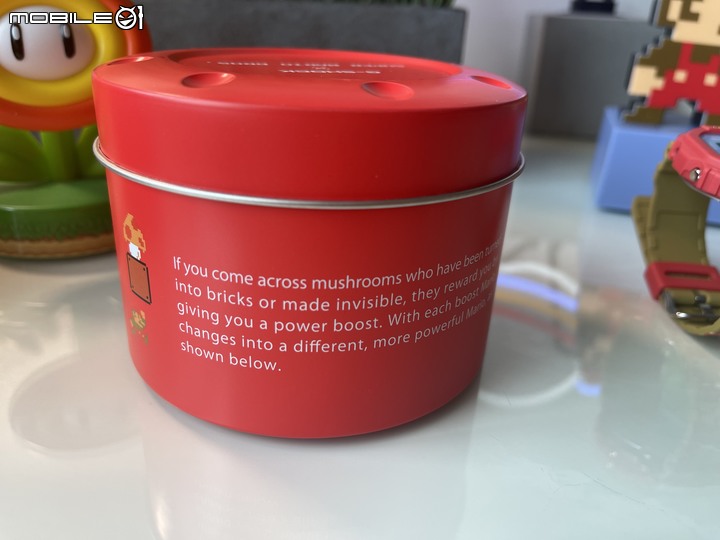 MOBILE01
G-SHOCK
If you come across mushrooms who have been
into bricks or made invisible, they reward you
giving you a power boost. With each boost
changes into a different, more powerful Mario,
shown below.